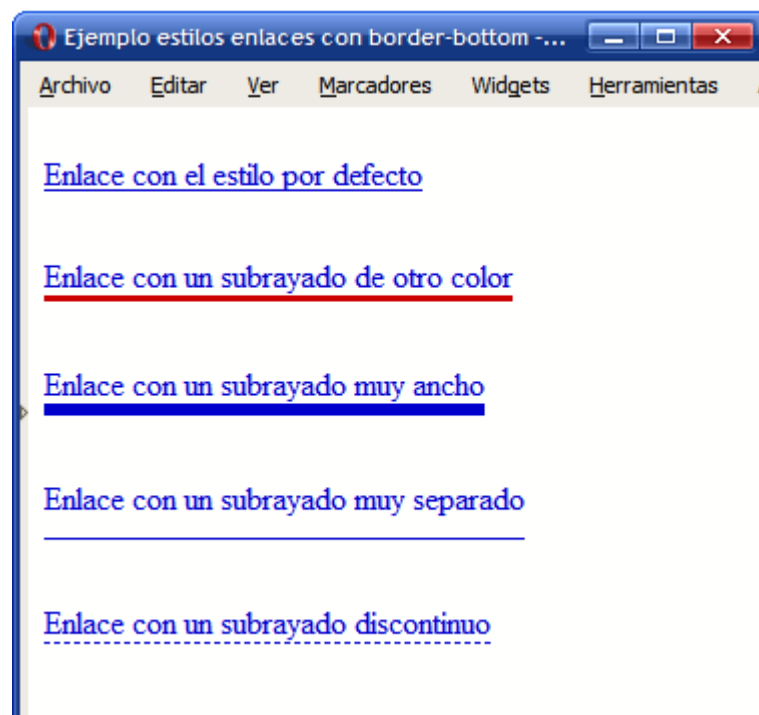 Ejemplo estilos enlaces con border-bottom -...
Archivo Editar Ver Marcadores Widgets Herramientas
Enlace con el estilo por defecto
Enlace con un subrayado de otro color
Enlace con un subrayado muy ancho
Enlace con un subrayado muy separado
Enlace con un subrayado discontinuo